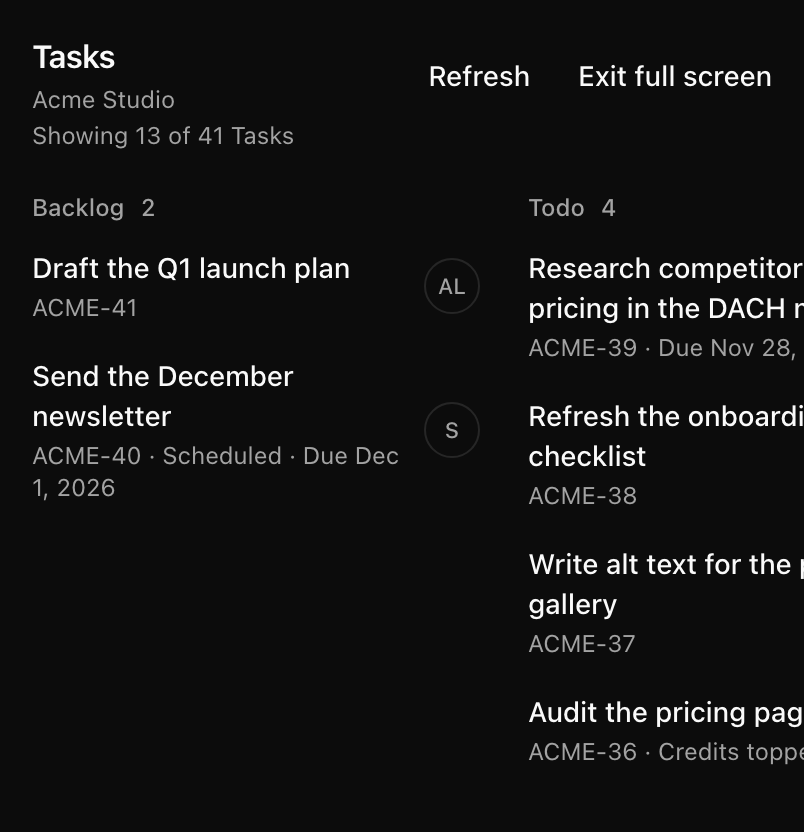 Tasks
Acme Studio
Showing 13 of 41 Tasks
Refresh
Exit full screen
Backlog 2
Draft the Q1 launch plan
ACME-41
AL
Send the December
newsletter
ACME-40 · Scheduled · Due Dec
1, 2026
S
Todo 4
Research competitor
pricing in the DACH
ACME-39 · Due Nov 28,
Refresh the
checklist
ACME-38
Write alt text for the
gallery
ACME-37
Audit the pricing
ACME-36 · Credits